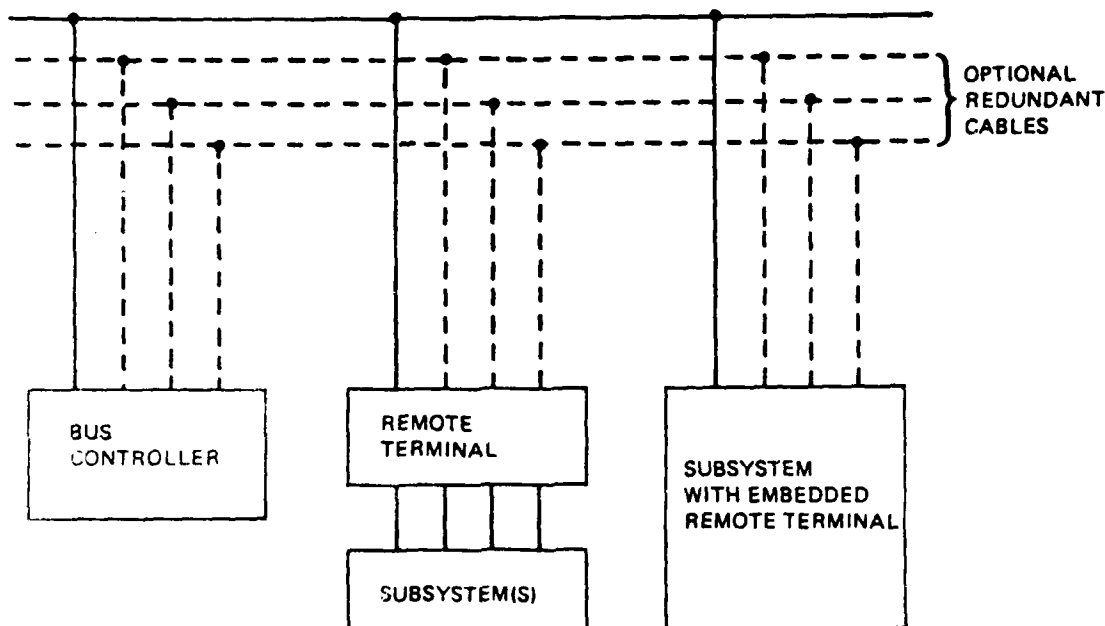 OPTIONAL
REDUNDANT
CABLES
BUS
CONTROLLER
REMOTE
TERMINAL
SUBSYSTEM
WITH EMBEDDED
REMOTE TERMINAL
SUBSYSTEM(S)